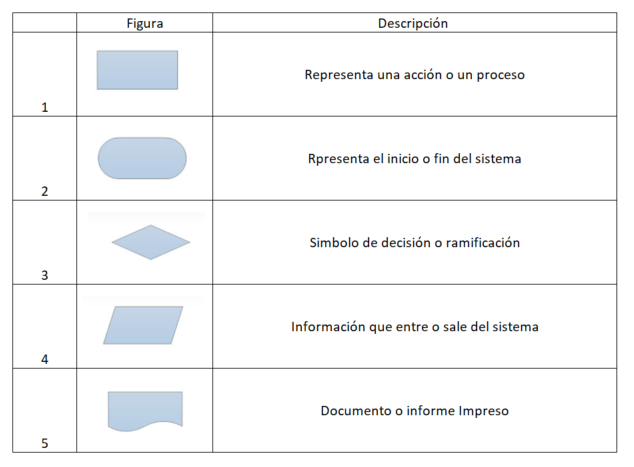 Figura Descripción
Representa una acción o un proceso
1
Rpresenta el inicio o fin del sistema
2
Simbolo de decisión o ramificación
3
Información que entre o sale del sistema
4
Documento o informe Impreso
5